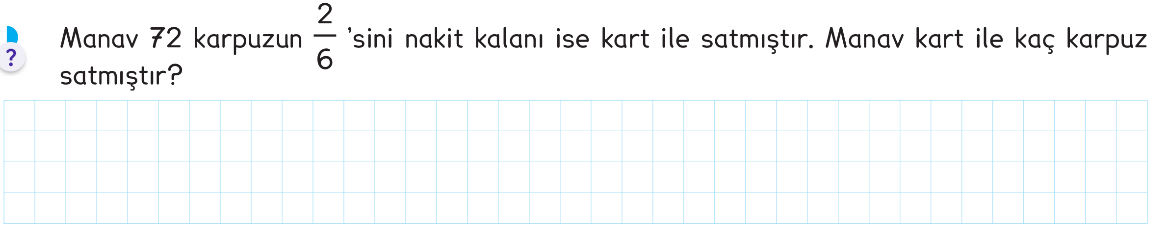 Manav 72 karpuzun 2/6 'sini nakit kalanı ise kart ile satmıştır. Manav kart ile kaç karpuz
satmıştır?
?